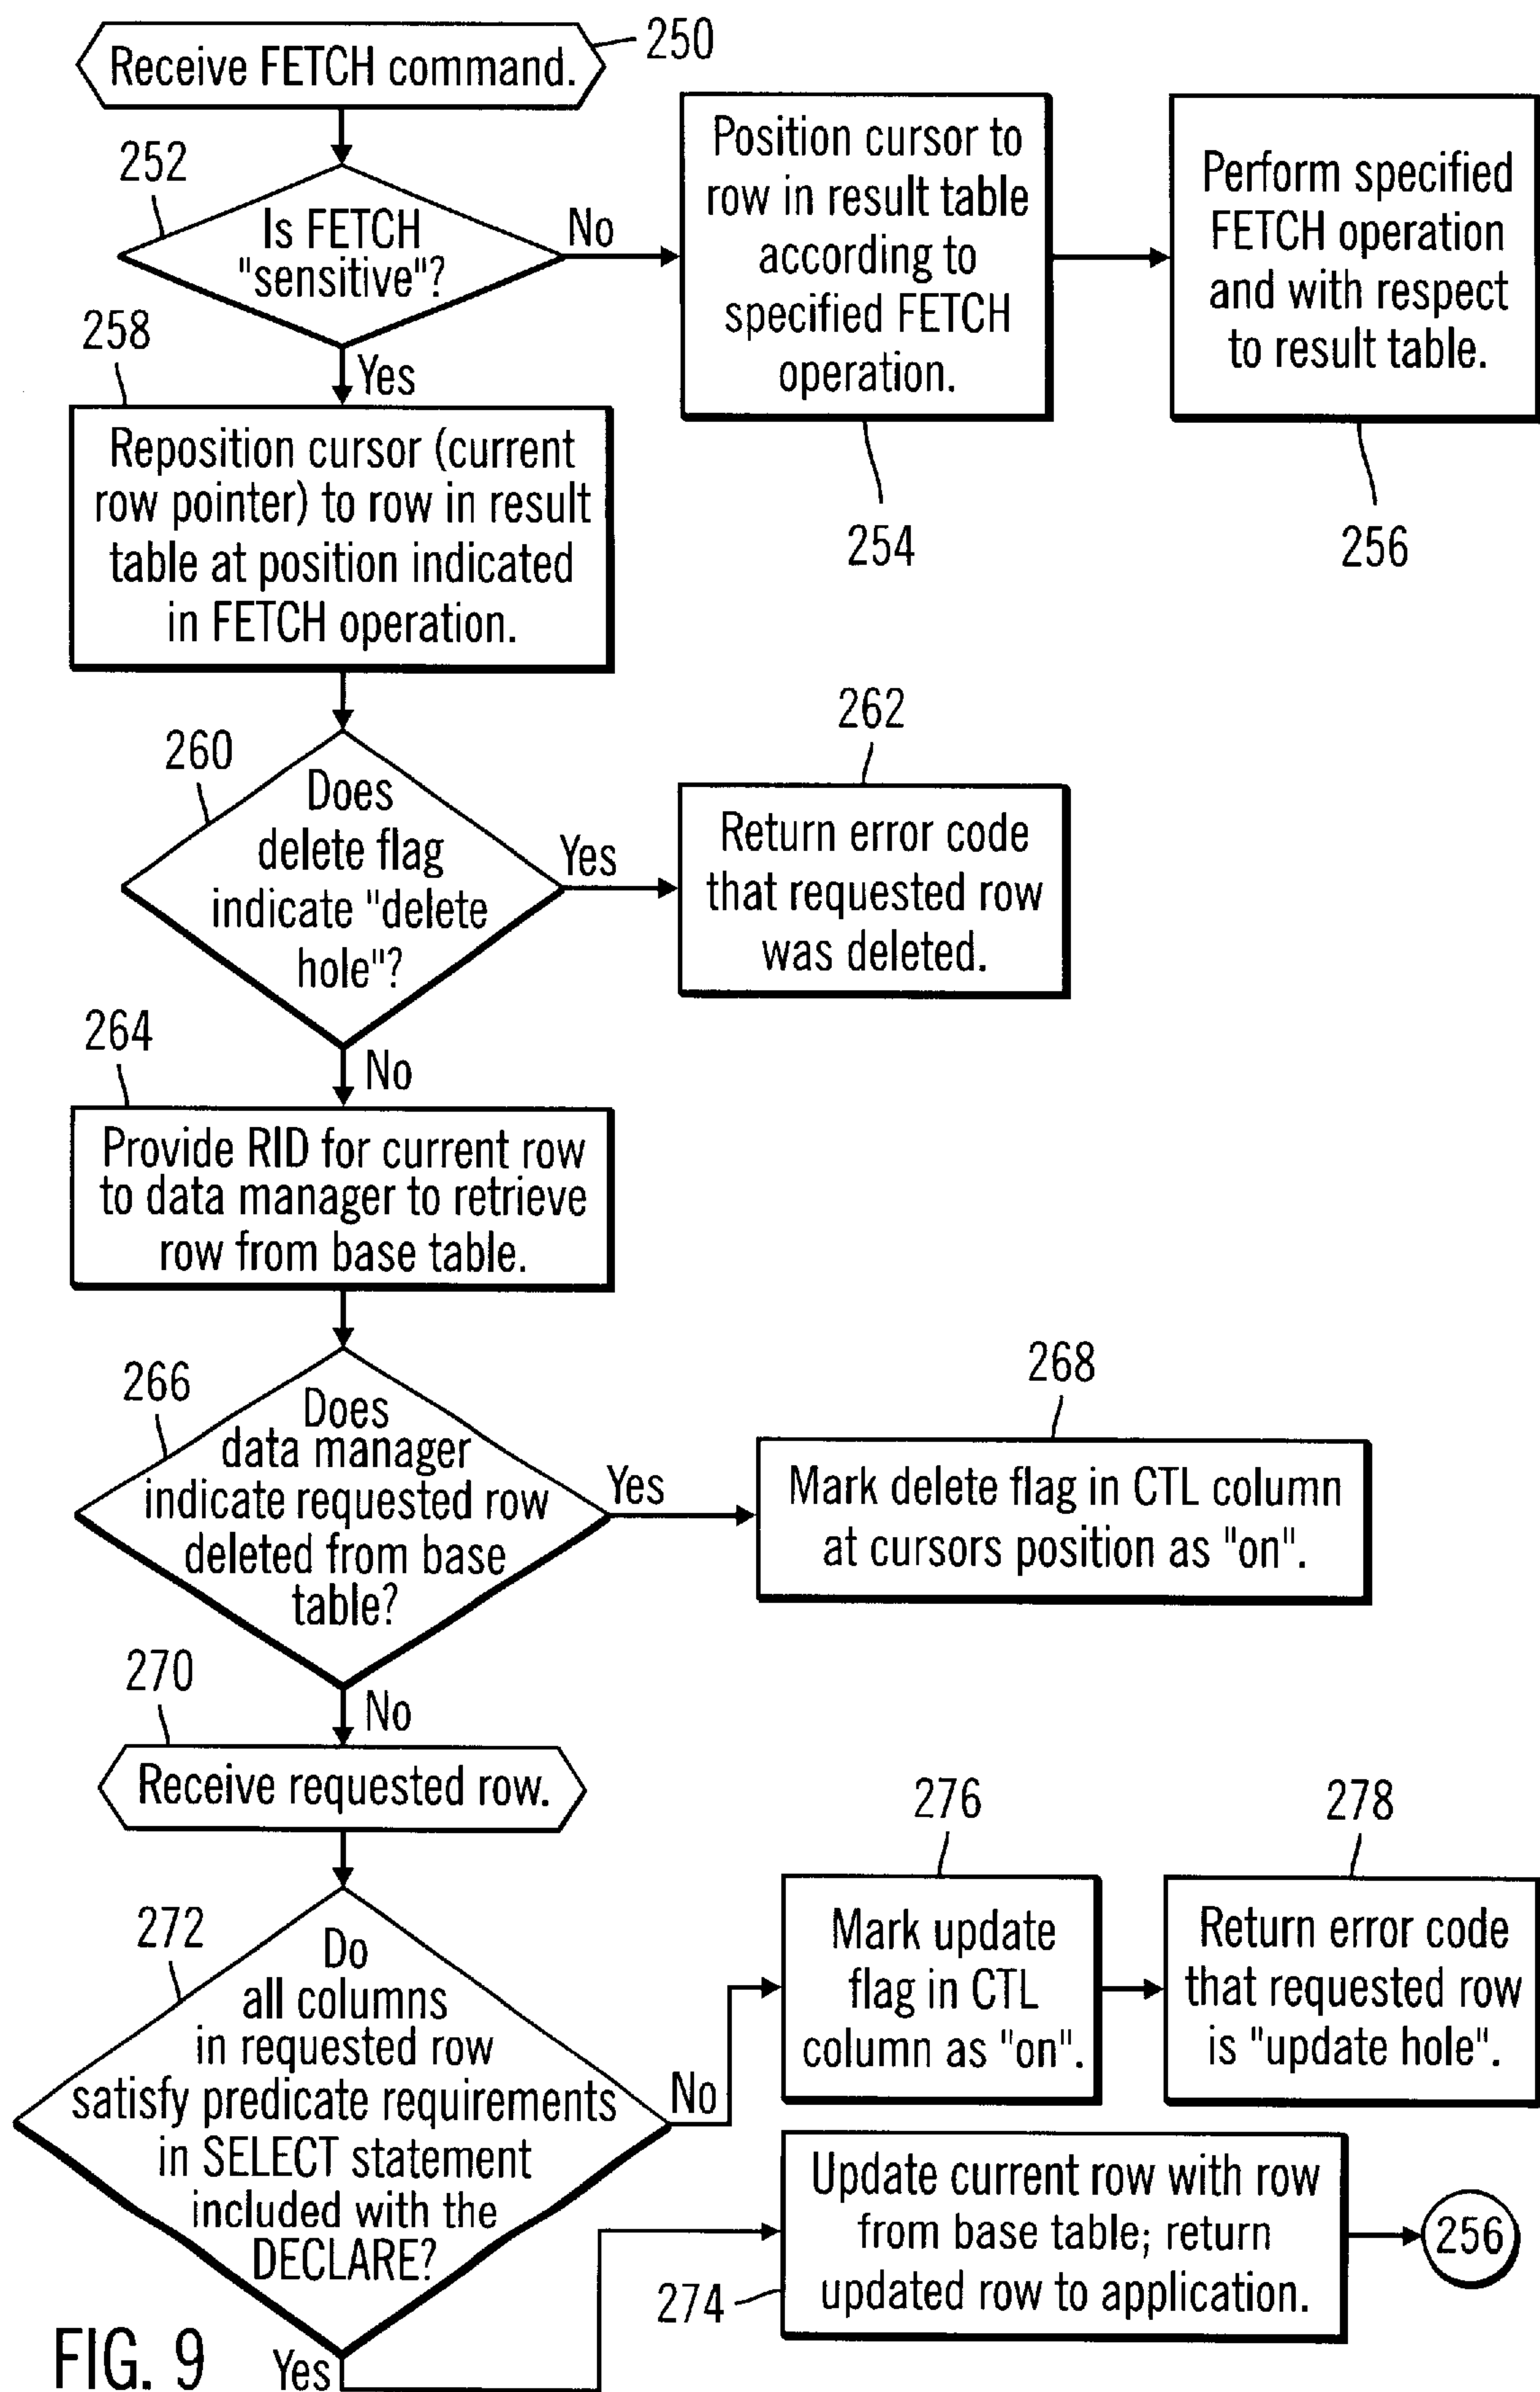 Receive FETCH command.
250
252
Is FETCH
"sensitive"?
No
Yes
Position cursor to
row in result table
according to
specified FETCH
operation.
254
Perform specified
FETCH operation
and with respect
to result table.
256
258
Reposition cursor (current
row pointer) to row in result
table at position indicated
in FETCH operation.
260
Does
delete flag
indicate "delete
hole"?
Yes
No
262
Return error code
that requested row
was deleted.
264
Provide RID for current row
to data manager to retrieve
row from base table.
266
Does
data manager
indicate requested row
deleted from base
table?
Yes
No
268
Mark delete flag in CTL column
at cursors position as "on".
270
Receive requested row.
272
Do
all columns
in requested row
satisfy predicate requirements
in SELECT statement
included with the
DECLARE?
No
Yes
276
Mark update
flag in CTL
column as "on".
278
Return error code
that requested row
is "update hole".
274
Update current row with row
from base table; return
updated row to application.
256
FIG. 9